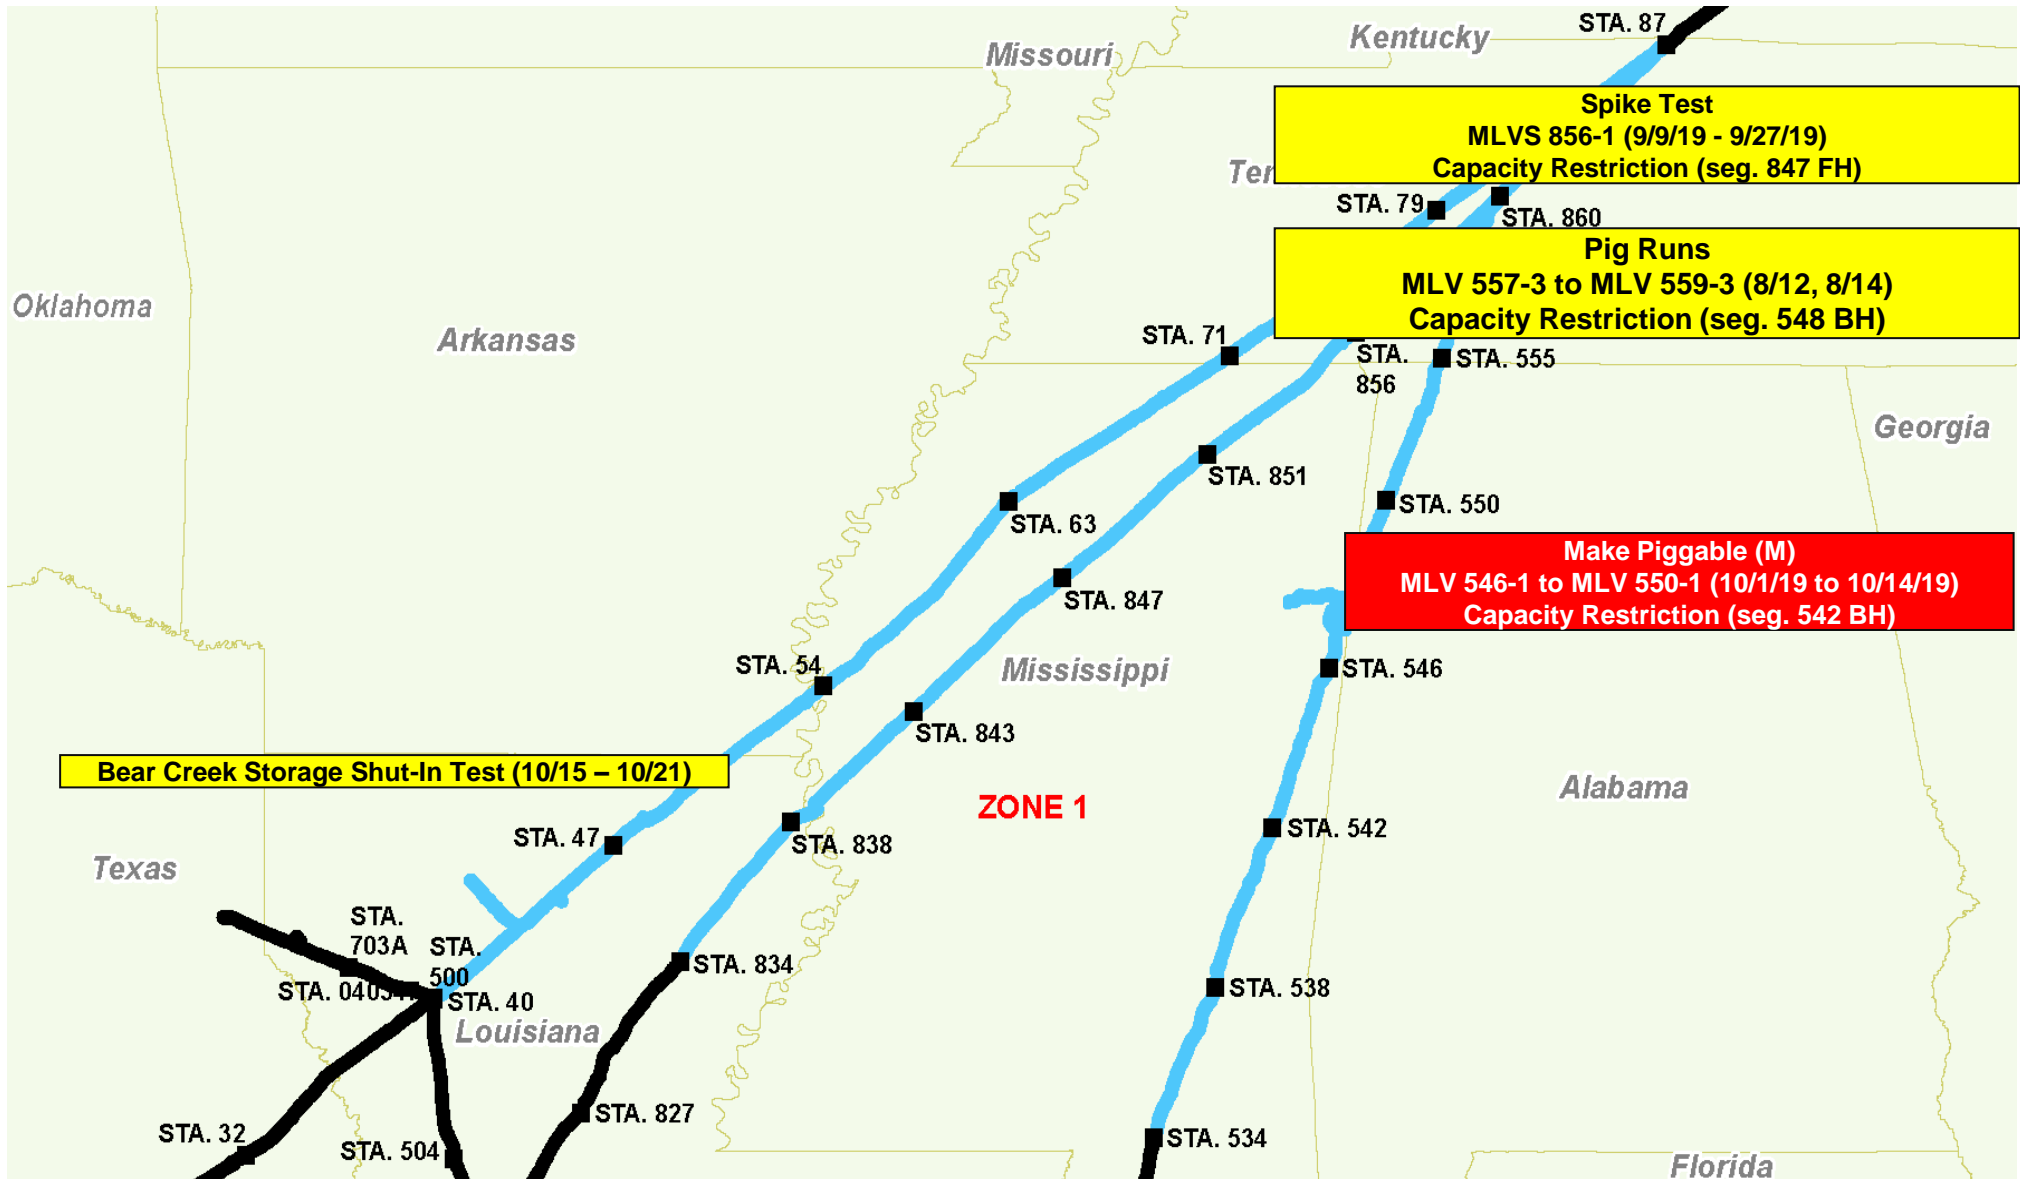 STA. 87
Missouri
Kentucky
Spike Test
MLVS 856-1 (9/9/19 - 9/27/19)
Capacity Restriction (seg. 847 FH)
STA. 79
STA. 860
Pig Runs
MLV 557-3 to MLV 559-3 (8/12, 8/14)
Capacity Restriction (seg. 548 BH)
Oklahoma
Arkansas
STA. 71
STA.
856
STA. 555
Georgia
STA. 851
STA. 550
STA. 63
Make Piggable (M)
MLV 546-1 to MLV 550-1 (10/1/19 to 10/14/19)
Capacity Restriction (seg. 542 BH)
STA. 847
STA. 54
Mississippi
STA. 546
STA. 843
Bear Creek Storage Shut-In Test (10/15 – 10/21)
ZONE 1
Alabama
STA. 47
STA. 838
STA. 542
Texas
STA.
703A
STA.
500
STA. 834
STA.
STA. 40
STA. 538
Louisiana
STA. 827
STA. 32
STA. 504
STA. 534
Florida